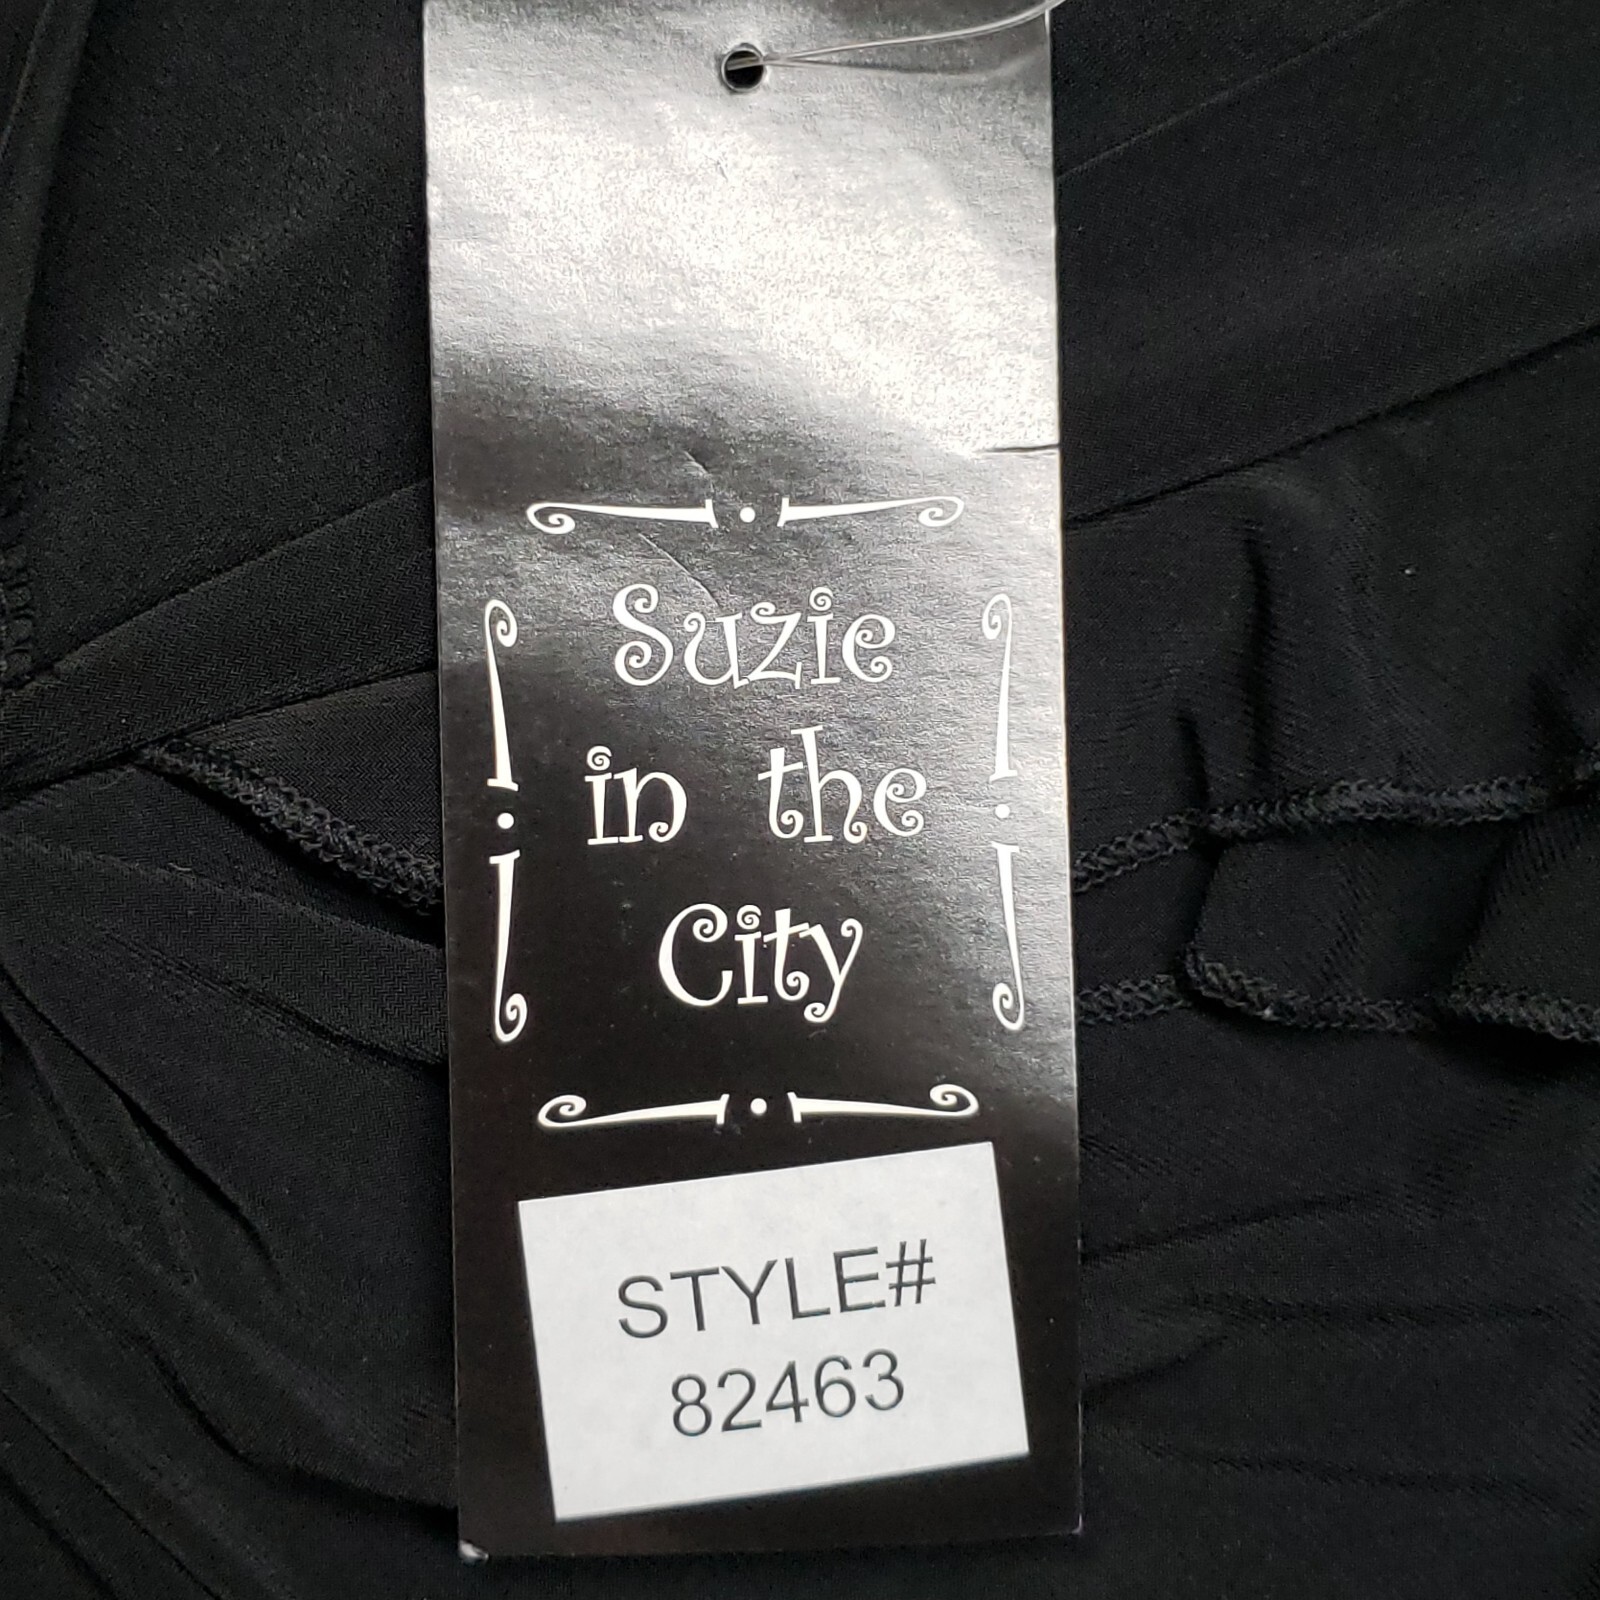 Suzie
in the
City
STYLE#
82463